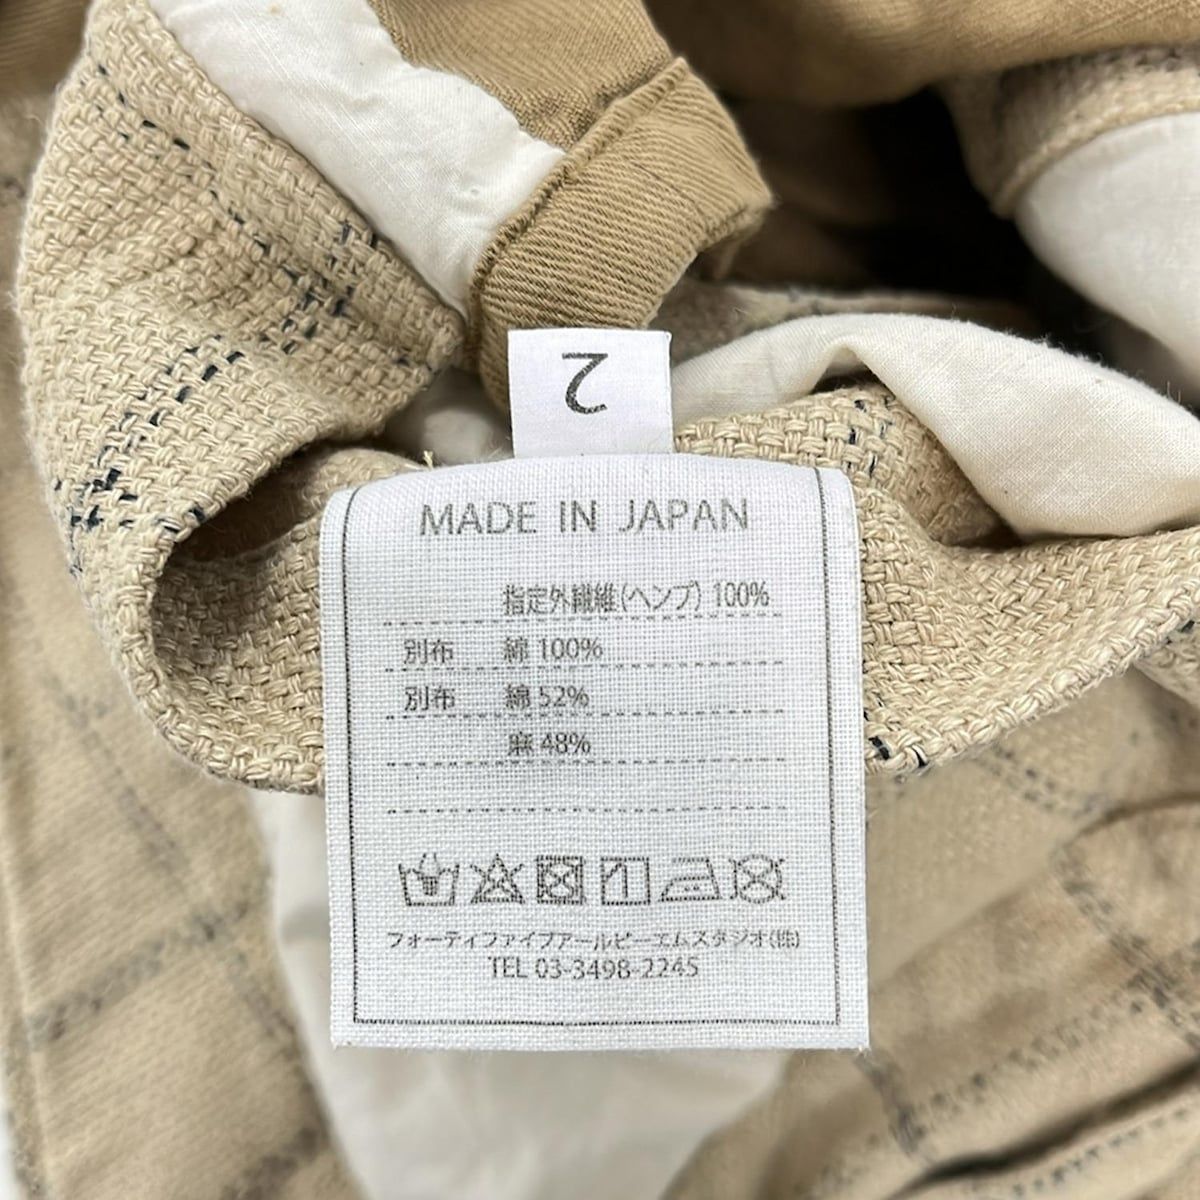 2
MADE IN JAPAN
指定外繊維(ヘンプ) 100%
別布 綿 100%
別布 綿 52%
麻 48%
フォーティファイブアールピーエムスタジオ(株)
TEL 03-3498-2245